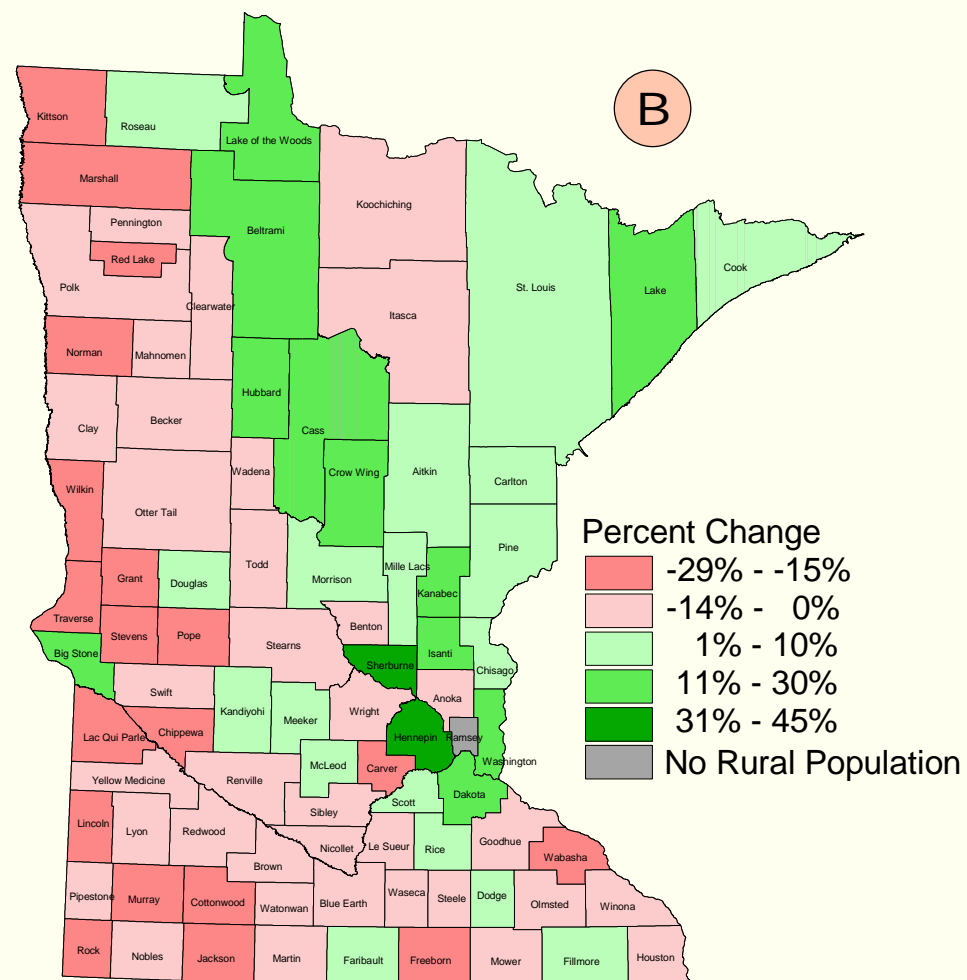 B
Kittson
Roseau
Lake of the Woods
Marshall
Koochiching
Pennington
Beltrami
Red Lake
Cook
Polk
St. Louis
Lake
Clearwater
Itasca
Norman
Mahnomen
Hubbard
Becker
Clay
Cass
Wadena
Crow Wing
Aitkin
Carlton
Wilkin
Otter Tail
Pine
Todd
Mille Lacs
Grant
Douglas
Morrison
Kanabec
Traverse
Benton
Stevens
Pope
Stearns
Isanti
Big Stone
Sherburne
Chisago
Swift
Anoka
Kandiyohi
Wright
Meeker
Chippewa
Lac Qui Parle
Hennepin
Ramsey
Washington
McLeod
Carver
Yellow Medicine
Renville
Dakota
Scott
Sibley
Lincoln
Lyon
Redwood
Nicollet
Le Sueur
Rice
Goodhue
Wabasha
Brown
Pipestone
Murray
Cottonwood
Watonwan
Blue Earth
Waseca
Steele
Dodge
Olmsted
Winona
Rock
Nobles
Jackson
Martin
Faribault
Freeborn
Mower
Fillmore
Houston
Percent Change
-29% - -15%
-14% - 0%
1% - 10%
11% - 30%
31% - 45%
No Rural Population